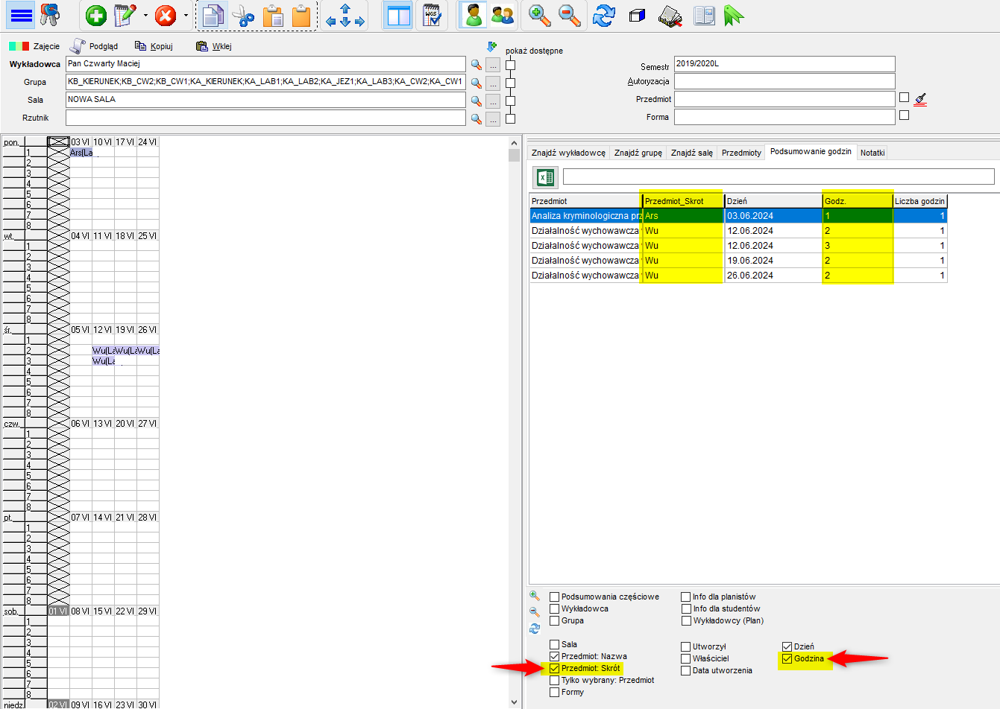 WGS
Zajęcie Podgląd Kopiuj Wklej
pokaż dostępne
Wykładowca Pan Czwarty Maciej
Grupa KB_KIERUNEK;KB_CW2;KB_CW1;KA_KIERUNEK;KA_LAB1;KA_LAB2;KA_JEZ1;KA_LAB3;KA_CW2;KA_CW1
Sala NOWA SALA
Rzutnik
Semestr 2019/2020L
Autoryzacja
Przedmiot
Forma
pon. 03 VI 10 VI 17 VI 24 VI
1 Ars(La
2
3
4
5
6
7
8
wt. 04 VI 11 VI 18 VI 25 VI
1
2
3
4
5
6
7
8
śr. 05 VI 12 VI 19 VI 26 VI
1
2 Wu(La Wu(La Wu(La
3 Wu(La
4
5
6
7
8
czw. 06 VI 13 VI 20 VI 27 VI
1
2
3
4
5
6
7
8
pt. 07 VI 14 VI 21 VI 28 VI
1
2
3
4
5
6
7
8
sob. 01 VI 08 VI 15 VI 22 VI 29 VI
1
2
3
4
5
6
7
8
niedz. 02 VI 09 VI 16 VI 23 VI 30 VI
Znajdź wykładowcę Znajdź grupę Znajdź salę Przedmioty Podsumowanie godzin Notatki
Przedmiot Przedmiot_Skrot Dzień Godz. Liczba godzin
Analiza kryminologiczna prz Ars 03.06.2024 1 1
Działalność wychowawcza Wu 12.06.2024 2 1
Działalność wychowawcza Wu 12.06.2024 3 1
Działalność wychowawcza Wu 19.06.2024 2 1
Działalność wychowawcza Wu 26.06.2024 2 1
Podsumowania częściowe
Wykładowca
Grupa
Sala
Przedmiot: Nazwa
Przedmiot: Skrót
Tylko wybrany: Przedmiot
Formy
Info dla planistów
Info dla studentów
Wykładowcy (Plan)
Utworzył
Właściciel
Data utworzenia
Dzień
Godzina